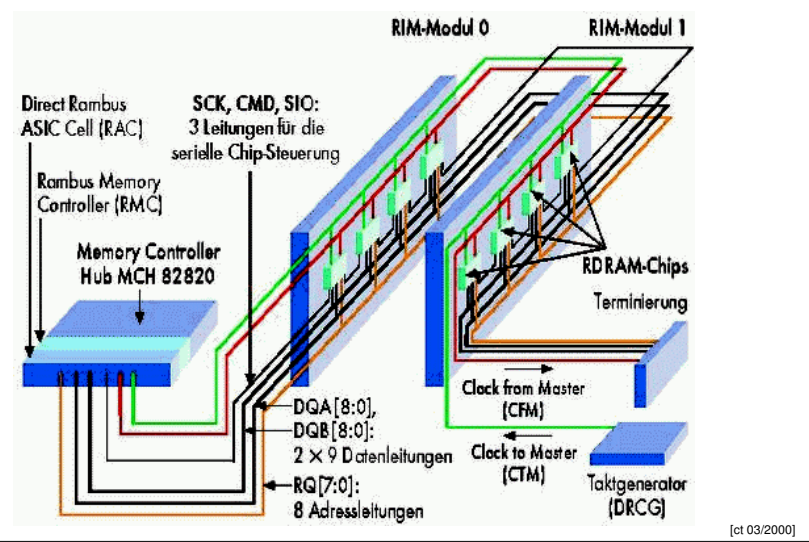 RIM-Modul 0
RIM-Modul 1
Direct Rambus
ASIC Cell (RAC)
SCK, CMD, SIO:
3 Leitungen für die
serielle Chip-Steuerung
Rambus Memory
Controller (RMC)
Memory Controller
Hub MCH 82820
RDRAM-Chips
Terminierung
Clock from Master
(CFM)
DQA[8:0],
DQB[8:0]:
2 × 9 Datenleitungen
Clock to Master
(CTM)
RQ[7:0]:
8 Adressleitungen
Taktgenerator
(DRCG)
[ct 03/2000]